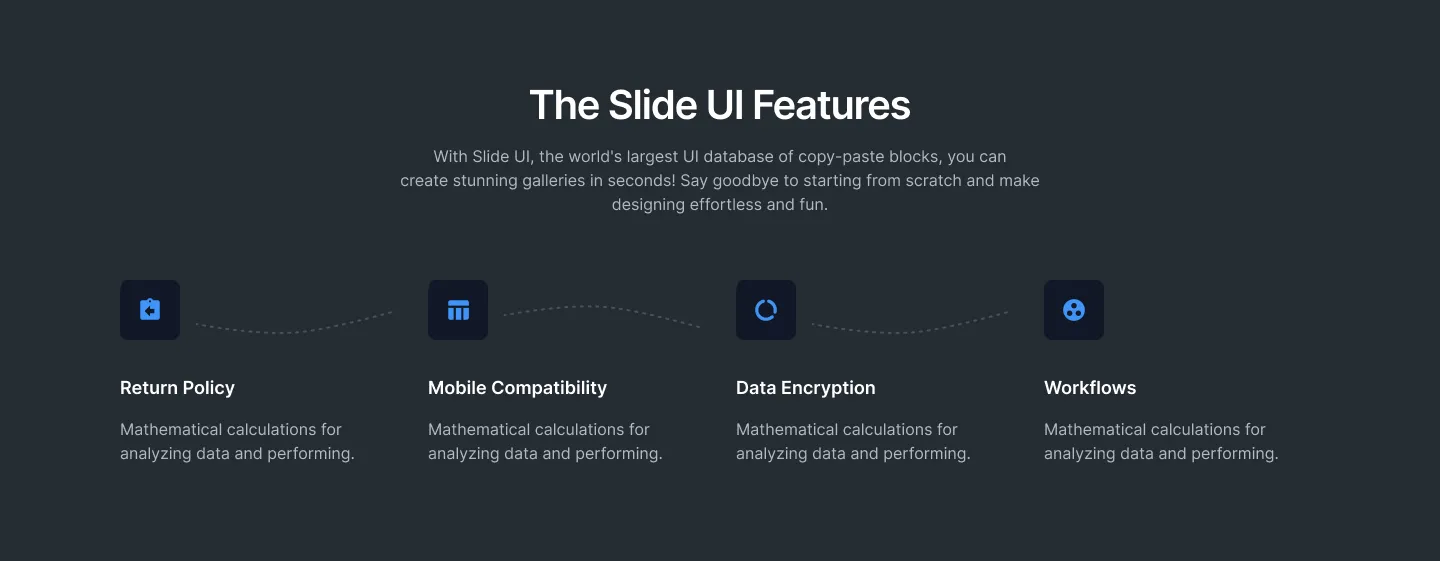 The Slide UI Features
With Slide UI, the world's largest UI database of copy-paste blocks, you can
create stunning galleries in seconds! Say goodbye to starting from scratch and make
designing effortless and fun.
Return Policy
Mathematical calculations for
analyzing data and performing.
Mobile Compatibility
Mathematical calculations for
analyzing data and performing.
Data Encryption
Mathematical calculations for
analyzing data and performing.
Workflows
Mathematical calculations for
analyzing data and performing.